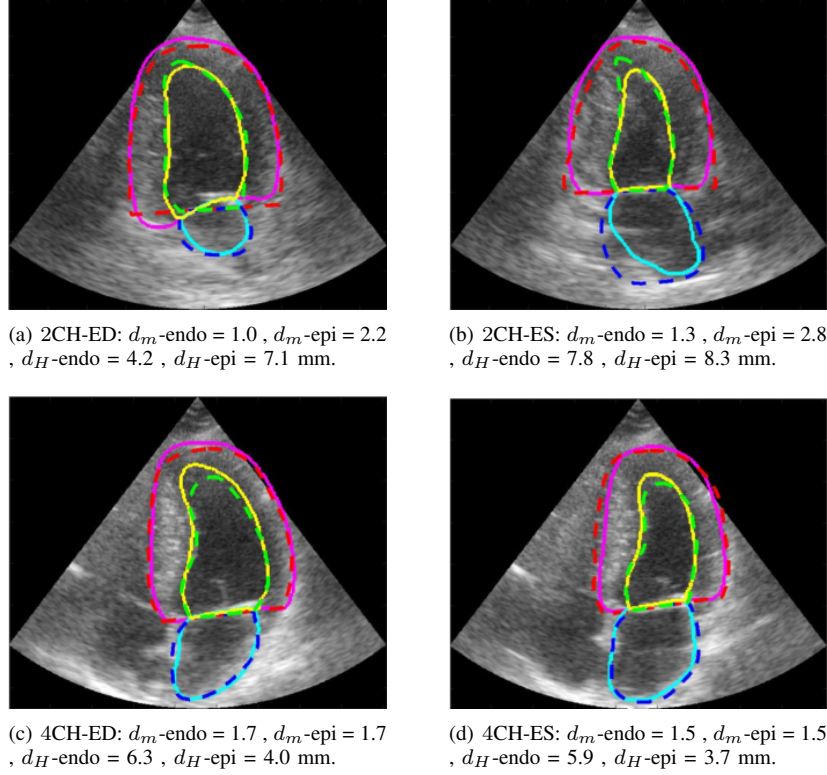 (a) 2CH-ED: d_m-endo = 1.0 , d_m-epi = 2.2
, d_H-endo = 4.2 , d_H-epi = 7.1 mm.
(b) 2CH-ES: d_m-endo = 1.3 , d_m-epi = 2.8
, d_H-endo = 7.8 , d_H-epi = 8.3 mm.
(c) 4CH-ED: d_m-endo = 1.7 , d_m-epi = 1.7
, d_H-endo = 6.3 , d_H-epi = 4.0 mm.
(d) 4CH-ES: d_m-endo = 1.5 , d_m-epi = 1.5
, d_H-endo = 5.9 , d_H-epi = 3.7 mm.